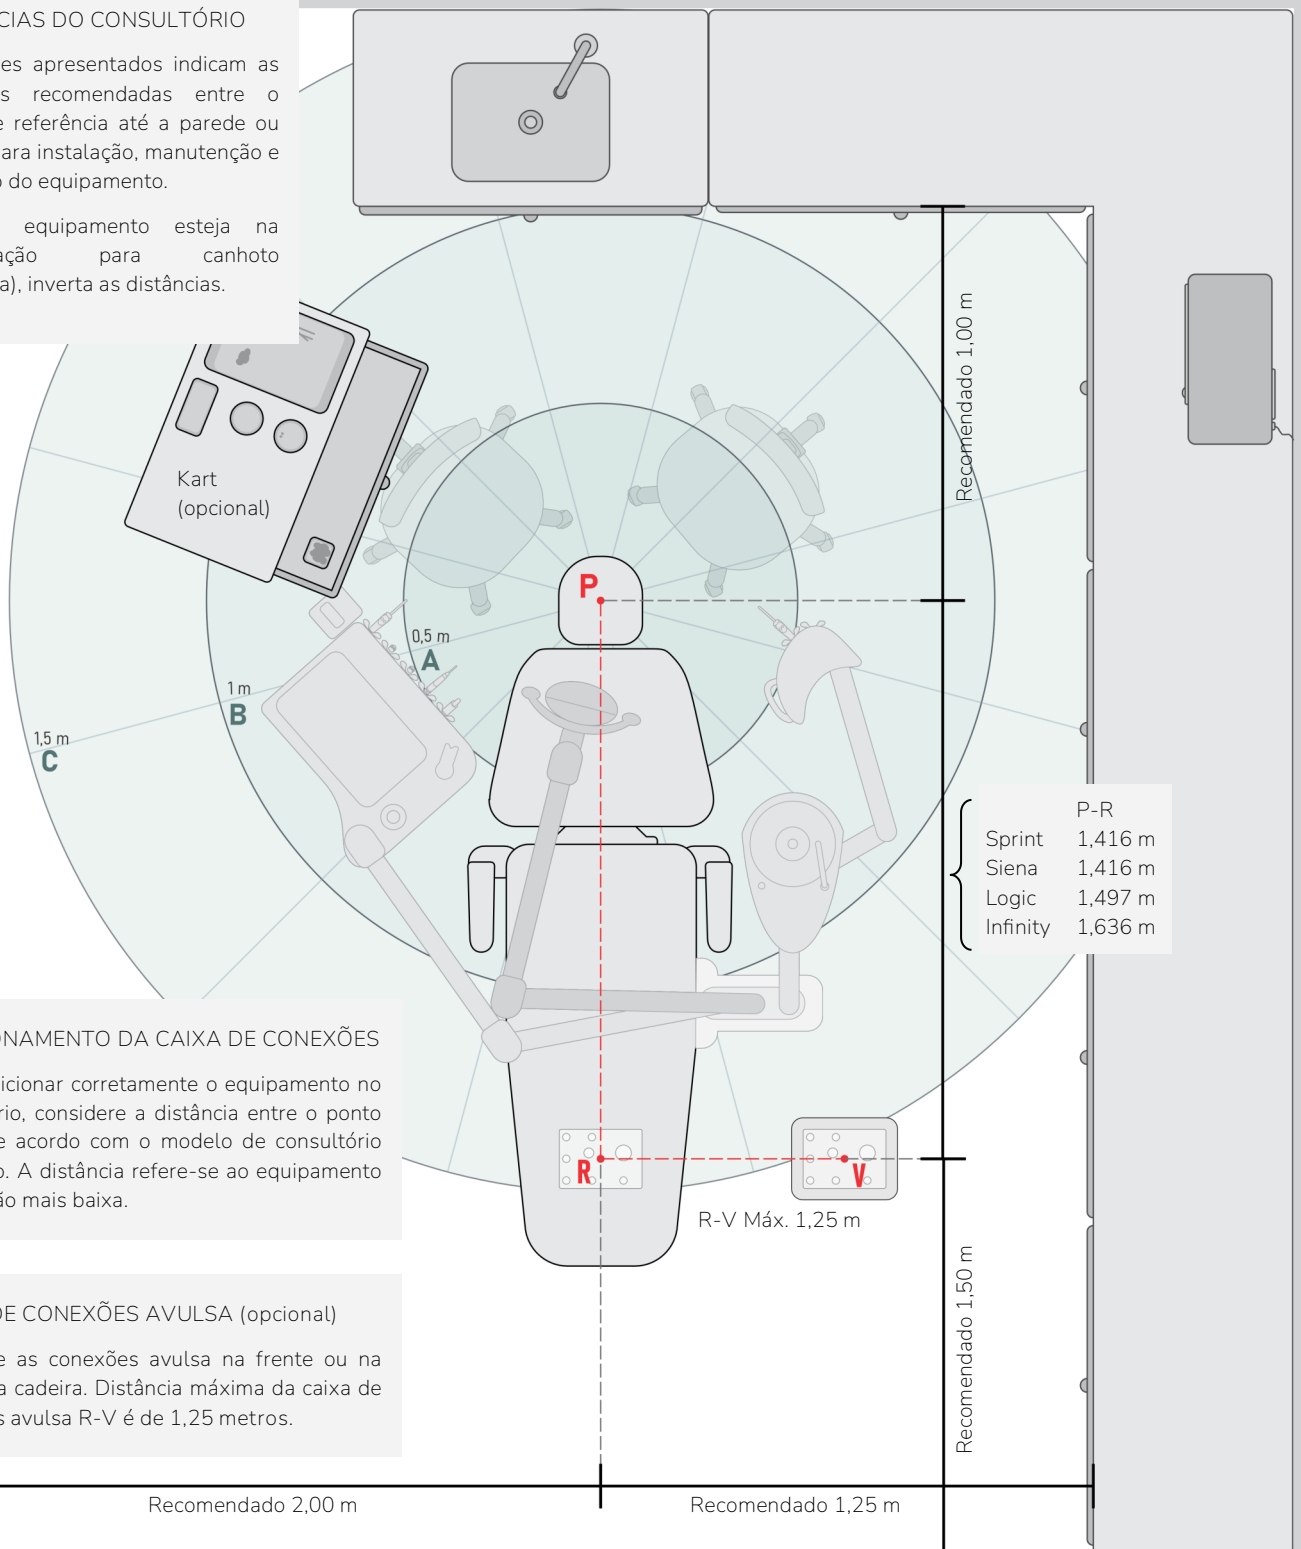 CIAS DO CONSULTÓRIO
es apresentados indicam as
s recomendadas entre o
e referência até a parede ou
ara instalação, manutenção e
o do equipamento.
equipamento esteja na
ação para canhoto
a), inverta as distâncias.
Kart
(opcional)
Recomendado 1,00 m
P
0,5 m
A
1 m
B
1,5 m
C
P-R
Sprint 1,416 m
Siena 1,416 m
Logic 1,497 m
Infinity 1,636 m
ONAMENTO DA CAIXA DE CONEXÕES
icionar corretamente o equipamento no
rio, considere a distância entre o ponto
e acordo com o modelo de consultório
o. A distância refere-se ao equipamento
ão mais baixa.
R
V
R-V Máx. 1,25 m
DE CONEXÕES AVULSA (opcional)
e as conexões avulsa na frente ou na
a cadeira. Distância máxima da caixa de
s avulsa R-V é de 1,25 metros.
Recomendado 1,50 m
Recomendado 2,00 m
Recomendado 1,25 m